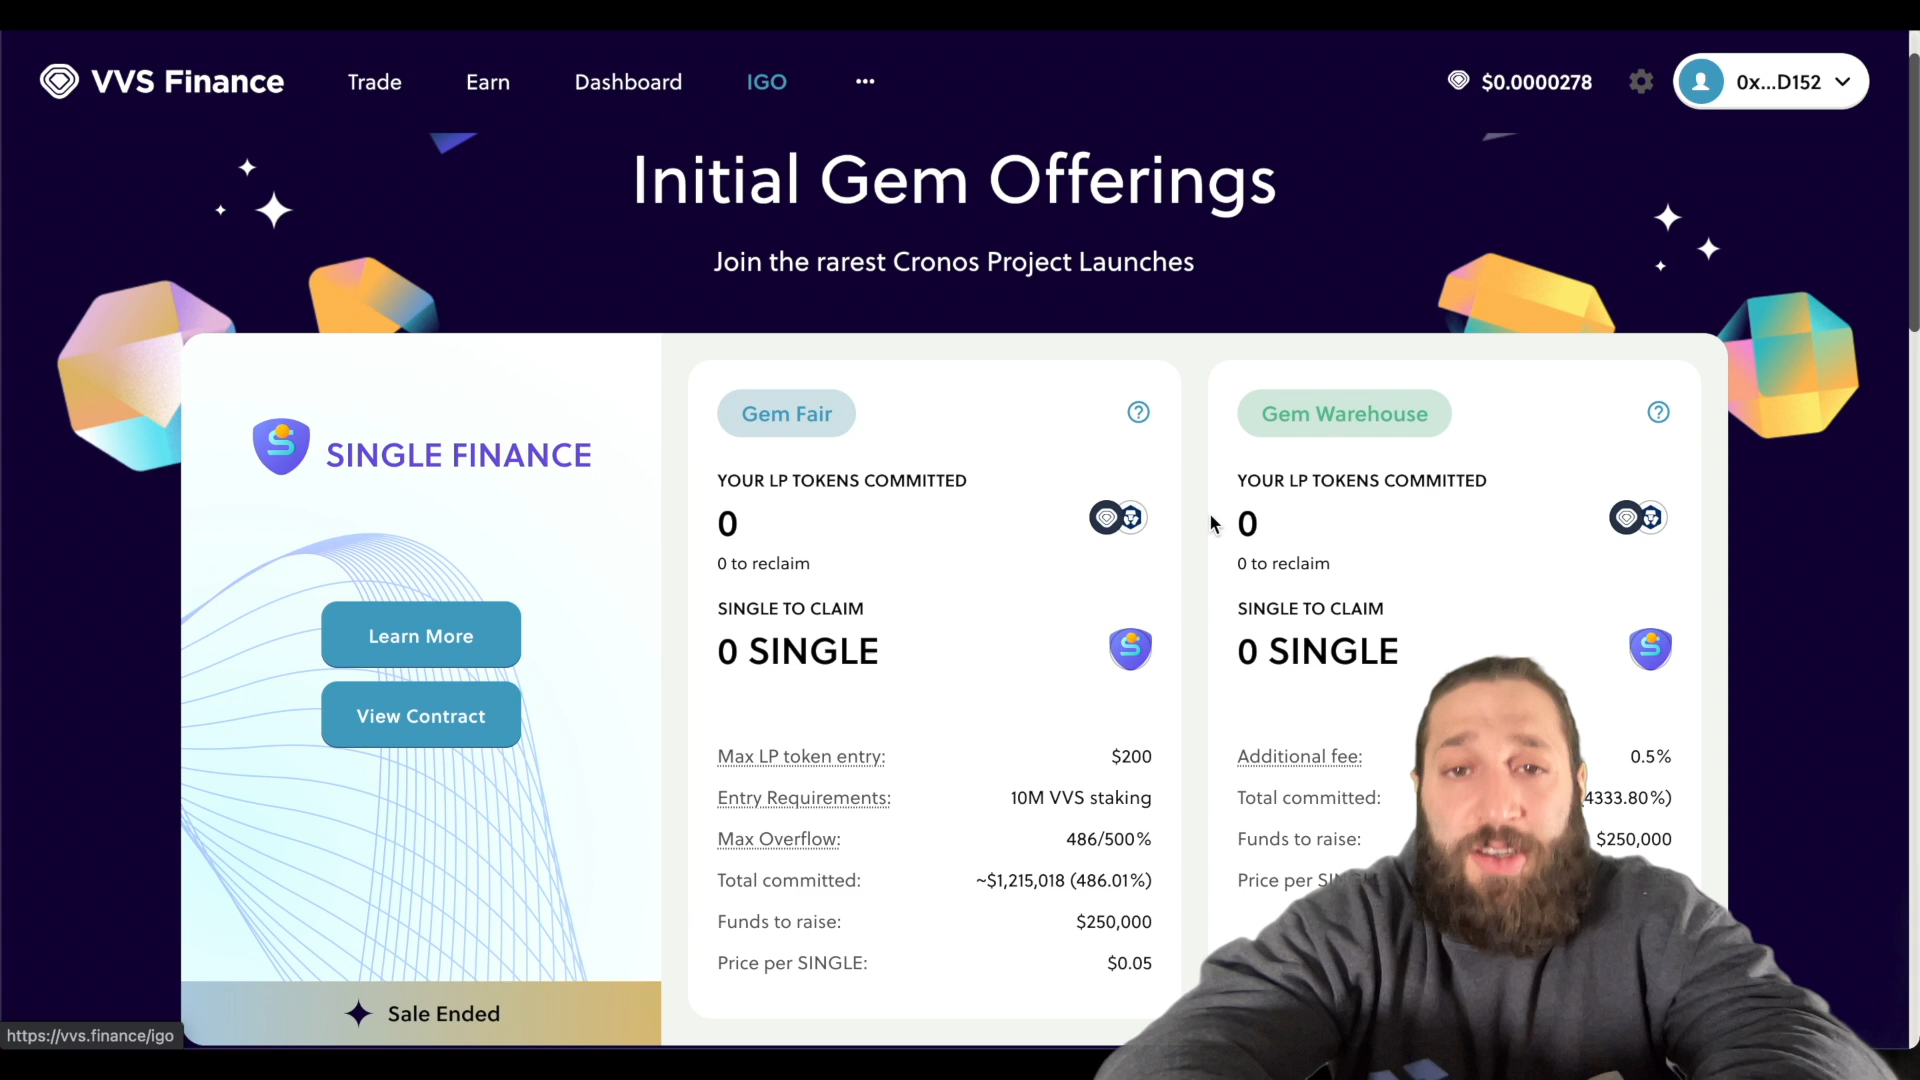 VVS Finance
Trade
Earn
Dashboard
IGO
$0.0000278
0x...D152
Initial Gem Offerings
Join the rarest Cronos Project Launches
SINGLE FINANCE
Learn More
View Contract
Sale Ended
Gem Fair
YOUR LP TOKENS COMMITTED
0
0 to reclaim
SINGLE TO CLAIM
0 SINGLE
Max LP token entry: $200
Entry Requirements: 10M VVS staking
Max Overflow: 486/500%
Total committed: ~$1,215,018 (486.01%)
Funds to raise: $250,000
Price per SINGLE: $0.05
Gem Warehouse
YOUR LP TOKENS COMMITTED
0
0 to reclaim
SINGLE TO CLAIM
0 SINGLE
Additional fee: 0.5%
Total committed: 4333.80%)
Funds to raise: $250,000
Price per
https://vvs.finance/igo